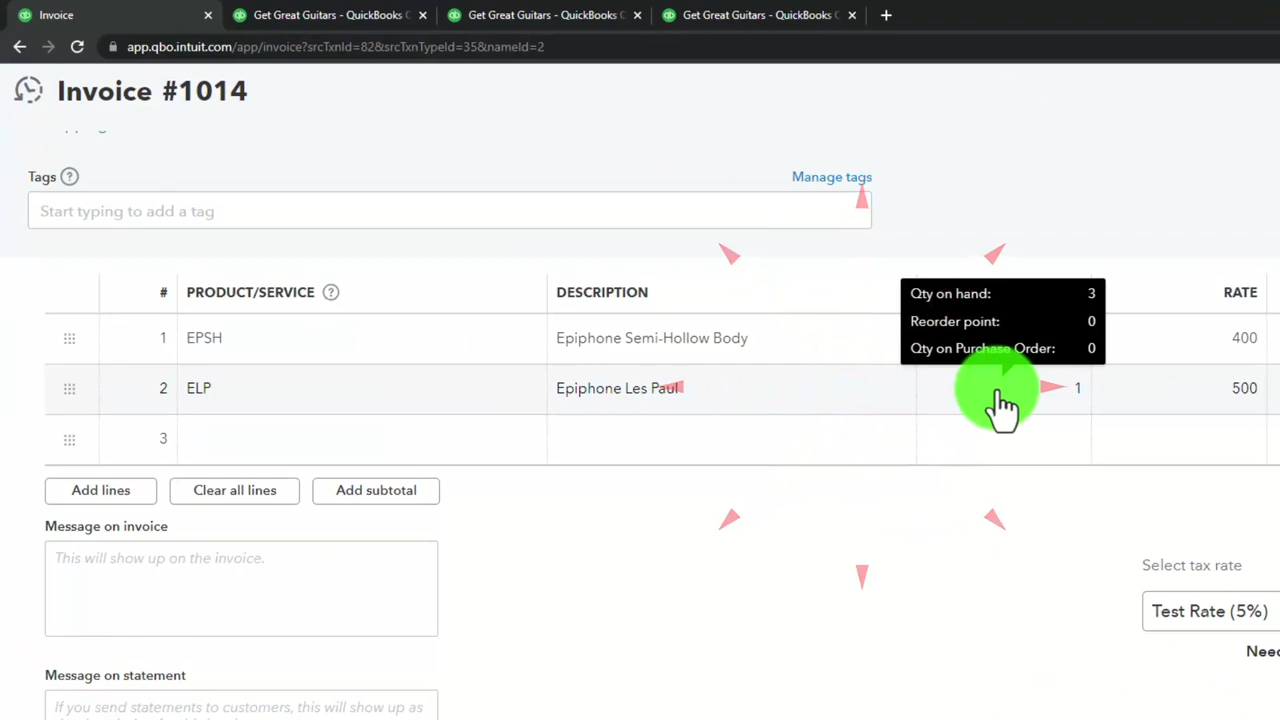 Invoice
Get Great Guitars - QuickBooks
Get Great Guitars - QuickBooks
Get Great Guitars - QuickBooks
app.qbo.intuit.com/app/invoice?srcTxnId=82&srcTxnTypeId=35&nameId=2
Invoice #1014
Tags ?
Manage tags
Start typing to add a tag
# PRODUCT/SERVICE ? DESCRIPTION RATE
Qty on hand: 3
Reorder point: 0
Qty on Purchase Order: 0
1 EPSH Epiphone Semi-Hollow Body 400
2 ELP Epiphone Les Paul 1 500
3
Add lines Clear all lines Add subtotal
Message on invoice
This will show up on the invoice.
Select tax rate
Test Rate (5%)
Message on statement
If you send statements to customers, this will show up as